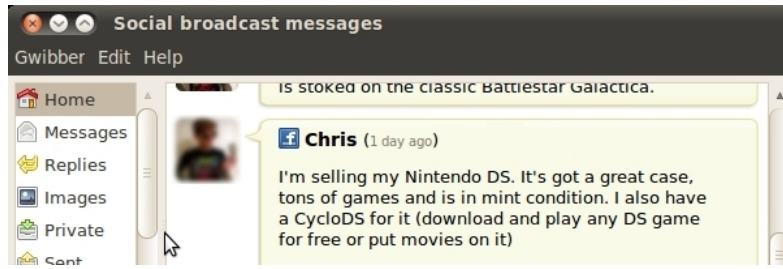 Social broadcast messages
Gwibber Edit Help
Home
Messages
Replies
Images
Private
Sent
is stoked on the classic Battlestar Galactica.
Chris (1 day ago)
I'm selling my Nintendo DS. It's got a great case,
tons of games and is in mint condition. I also have
a CycloDS for it (download and play any DS game
for free or put movies on it)